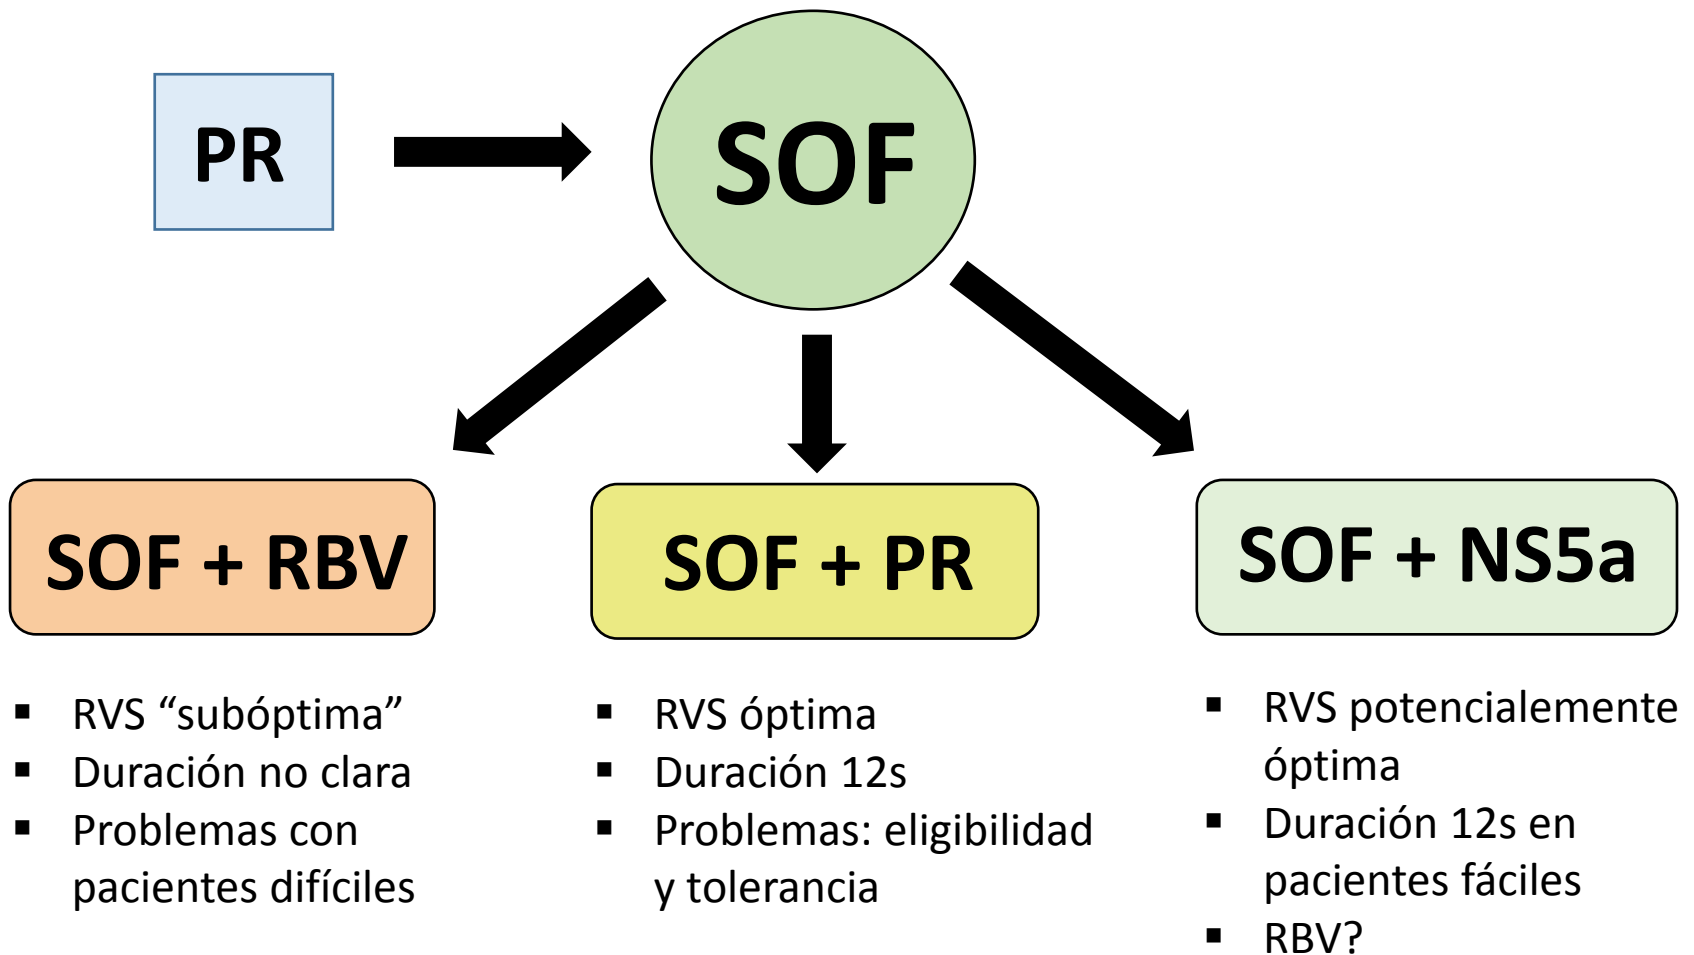 PR
SOF
SOF + RBV
SOF + PR
SOF + NS5a
▪ RVS “subóptima”
▪ Duración no clara
▪ Problemas con
pacientes difíciles
▪ RVS óptima
▪ Duración 12s
▪ Problemas: eligibilidad
y tolerancia
▪ RVS potencialemente
óptima
▪ Duración 12s en
pacientes fáciles
▪ RBV?